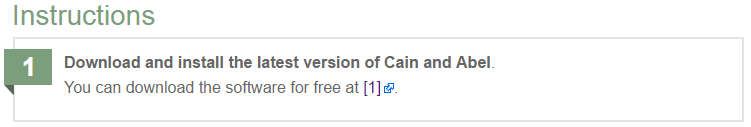 Instructions
1
Download and install the latest version of Cain and Abel.
You can download the software for free at [1].